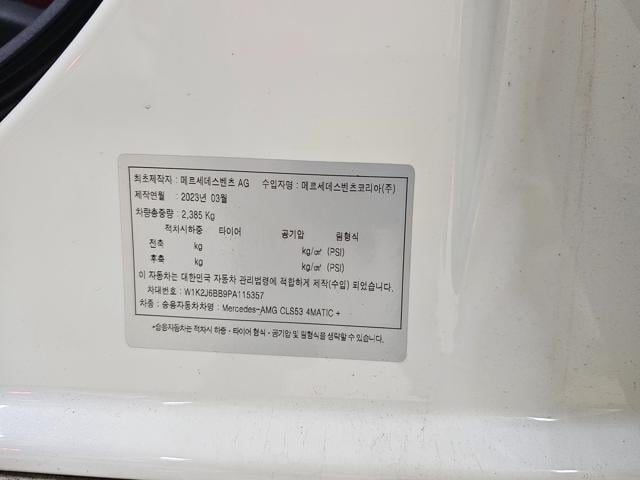 최초제작자 : 메르세데스벤츠 AG 수입자명 : 메르세데스벤츠코리아(주)
제작연월 : 2023년 03월
차량총중량 : 2,385 Kg
적차시하중 타이어 공기압 림형식
전축 kg kg/㎠ (PSI)
후축 kg kg/㎠ (PSI)
이 자동차는 대한민국 자동차 관리법령에 적합하게 제작(수입) 되었습니다.
차대번호 : W1K2J6BB9PA115357
차종 : 승용자동차차명 : Mercedes-AMG CLS53 4MATIC +
*승용자동차는 적차시 하중・타이어 형식・공기압 및 림형식을 생략할 수 있습니다.